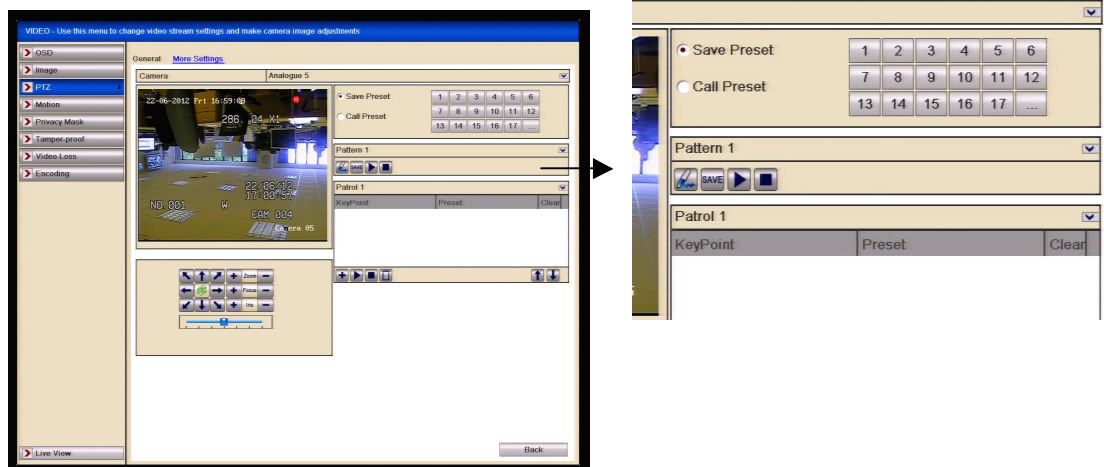 VIDEO - Use this menu to change video stream settings and make camera image adjustments
OSD
Image
PTZ
Motion
Privacy Mask
Tamper-proof
Video Loss
Encoding
Live View
General More Settings
Camera Analogue 5
22-06-2012 Fri 16:59:08 R
286. 04 X1
22/06/12
17:00:57
NO.001 W
CAM 004
Camera 05
Zoom
Focus
Iris
Save Preset
Call Preset
1 2 3 4 5 6
7 8 9 10 11 12
13 14 15 16 17 ...
Pattern 1
SAVE
Patrol 1
KeyPoint Preset Clear
Back
Save Preset
Call Preset
1 2 3 4 5 6
7 8 9 10 11 12
13 14 15 16 17 ...
Pattern 1
SAVE
Patrol 1
KeyPoint Preset Clear